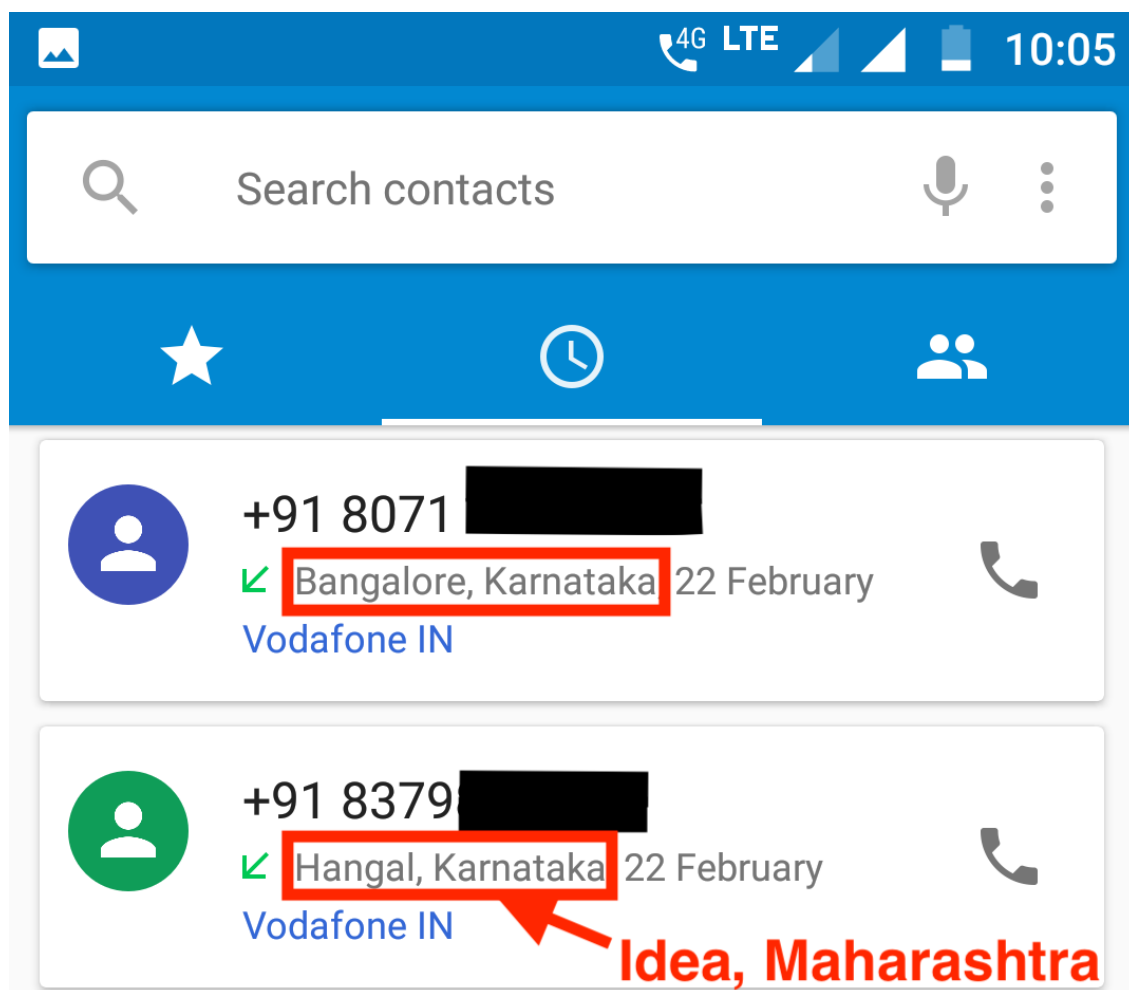 4G LTE 10:05
Search contacts
+91 8071
Bangalore, Karnataka, 22 February
Vodafone IN
+91 8379
Hangal, Karnataka 22 February
Vodafone IN
Idea, Maharashtra